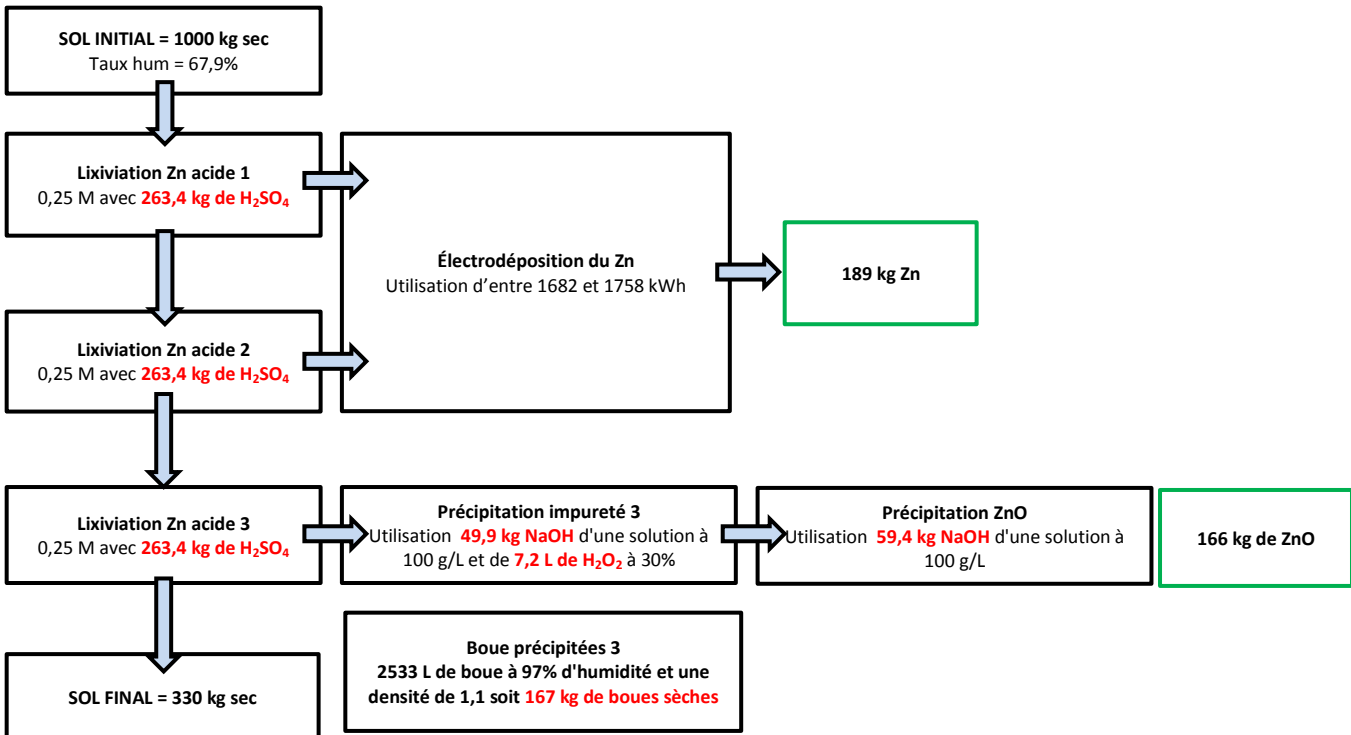 SOL INITIAL = 1000 kg sec
Taux hum = 67,9%
Lixiviation Zn acide 1
0,25 M avec 263,4 kg de H₂SO₄
Électrodéposition du Zn
Utilisation d'entre 1682 et 1758 kWh
189 kg Zn
Lixiviation Zn acide 2
0,25 M avec 263,4 kg de H₂SO₄
Lixiviation Zn acide 3
0,25 M avec 263,4 kg de H₂SO₄
Précipitation impureté 3
Utilisation 49,9 kg NaOH d'une solution à
100 g/L et de 7,2 L de H₂O₂ à 30%
Précipitation ZnO
Utilisation 59,4 kg NaOH d'une solution à
100 g/L
166 kg de ZnO
Boue précipitées 3
2533 L de boue à 97% d'humidité et une
densité de 1,1 soit 167 kg de boues sèches
SOL FINAL = 330 kg sec